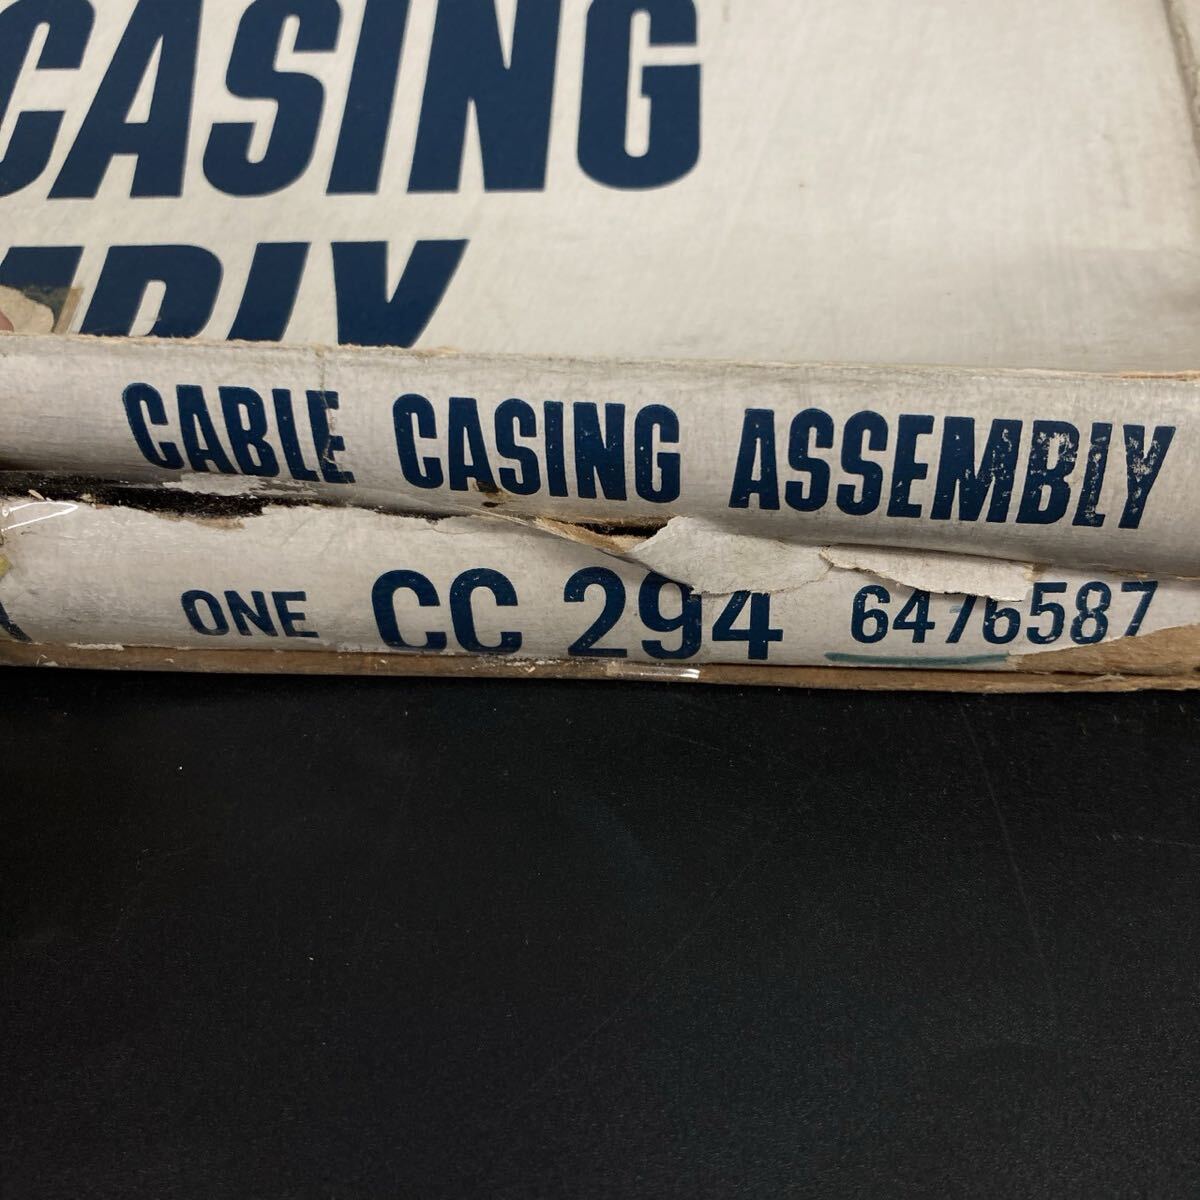 CASING
CABLE CASING ASSEMBLY
ONE CC 294 6476587